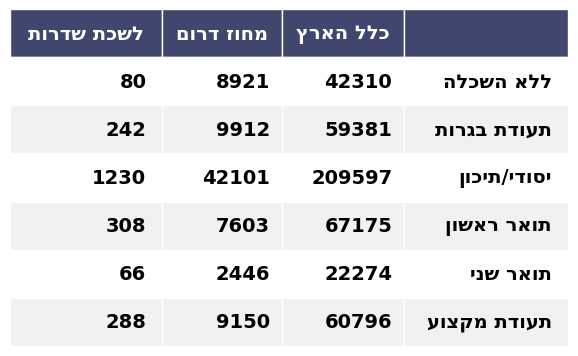 כלל הארץ מחוז דרום לשכת שדרות
ללא השכלה 42310 8921 80
תעודת בגרות 59381 9912 242
יסודי/תיכון 209597 42101 1230
תואר ראשון 67175 7603 308
תואר שני 22274 2446 66
תעודת מקצוע 60796 9150 288